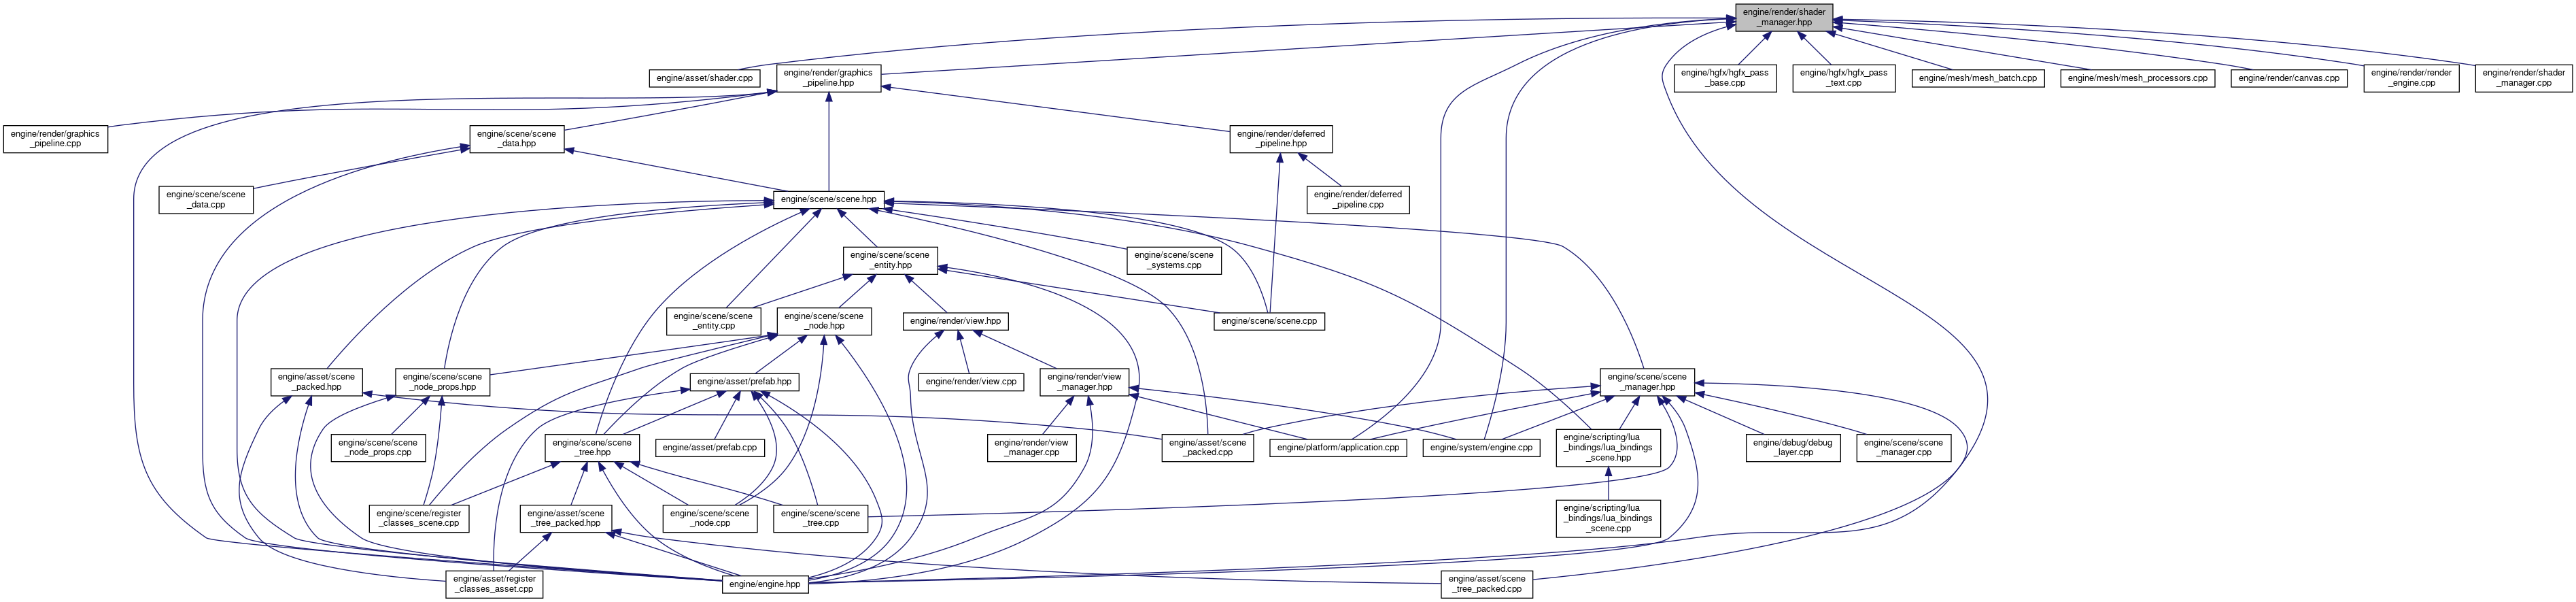 engine/render/shader
_manager.hpp
engine/asset/shader.cpp
engine/render/graphics
_pipeline.hpp
engine/hgfx/hgfx_pass
_base.cpp
engine/hgfx/hgfx_pass
_text.cpp
engine/mesh/mesh_batch.cpp
engine/mesh/mesh_processors.cpp
engine/render/canvas.cpp
engine/render/render
_engine.cpp
engine/render/shader
_manager.cpp
engine/render/graphics
_pipeline.cpp
engine/scene/scene
_data.hpp
engine/render/deferred
_pipeline.hpp
engine/scene/scene
_data.cpp
engine/scene/scene.hpp
engine/render/deferred
_pipeline.cpp
engine/scene/scene
_entity.hpp
engine/scene/scene
_systems.cpp
engine/scene/scene
_entity.cpp
engine/scene/scene
_node.hpp
engine/render/view.hpp
engine/scene/scene.cpp
engine/asset/scene
_packed.hpp
engine/scene/scene
_node_props.hpp
engine/asset/prefab.hpp
engine/render/view.cpp
engine/render/view
_manager.hpp
engine/scene/scene
_manager.hpp
engine/scene/scene
_node_props.cpp
engine/scene/scene
_tree.hpp
engine/asset/prefab.cpp
engine/render/view
_manager.cpp
engine/asset/scene
_packed.cpp
engine/platform/application.cpp
engine/system/engine.cpp
engine/scripting/lua
_bindings/lua_bindings
_scene.hpp
engine/debug/debug
_layer.cpp
engine/scene/scene
_manager.cpp
engine/scene/register
_classes_scene.cpp
engine/asset/scene
_tree_packed.hpp
engine/scene/scene
_node.cpp
engine/scene/scene
_tree.cpp
engine/scripting/lua
_bindings/lua_bindings
_scene.cpp
engine/asset/register
_classes_asset.cpp
engine/engine.hpp
engine/asset/scene
_tree_packed.cpp